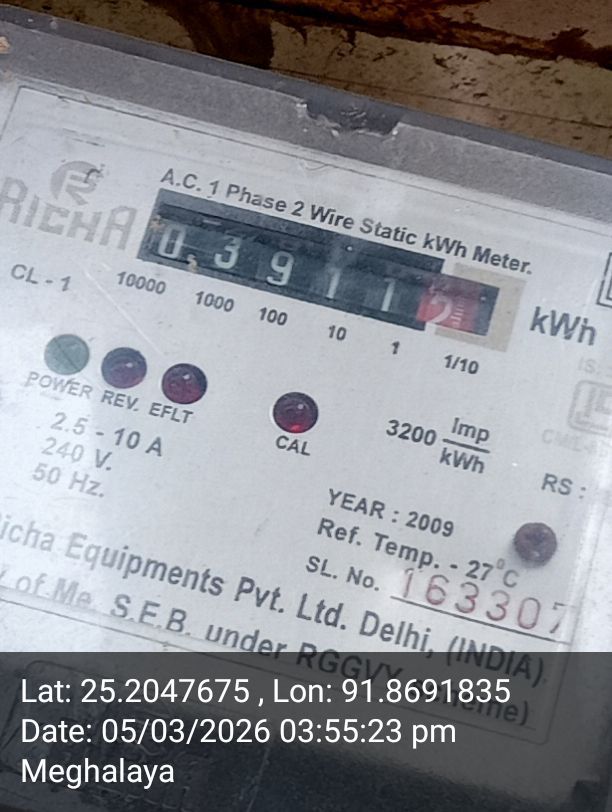 RICHA
A.C. 1 Phase 2 Wire Static kWh Meter.
0 3 9 1 1 2
kWh
CL - 1
10000 1000 100 10 1 1/10
POWER REV. EFLT
CAL
3200 Imp
kWh
2.5 - 10 A
240 V.
50 Hz.
RS :
YEAR : 2009
Ref. Temp. - 27°C
SL. No. 163307
Richa Equipments Pvt. Ltd. Delhi, (INDIA)
of Me. S.E.B. under RGGVY
Lat: 25.2047675 , Lon: 91.8691835
Date: 05/03/2026 03:55:23 pm
Meghalaya